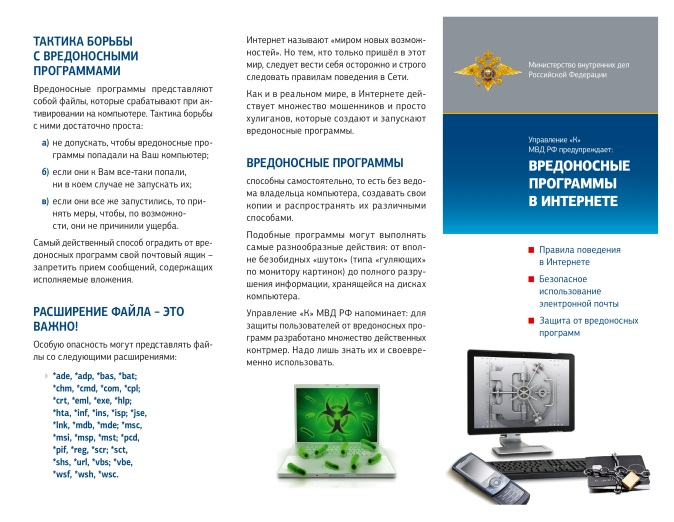 ТАКТИКА БОРЬБЫ
С ВРЕДОНОСНЫМИ
ПРОГРАММАМИ
Вредоносные программы представляют
собой файлы, которые срабатывают при ак-
тивировании на компьютере. Тактика борьбы
с ними достаточно проста:
а) не допускать, чтобы вредоносные про-
граммы попадали на Ваш компьютер;
б) если они к Вам все-таки попали,
ни в коем случае не запускать их;
в) если они все же запустились, то при-
нять меры, чтобы, по возможно-
сти, они не причинили ущерба.
Самый действенный способ оградить от вре-
доносных программ свой почтовый ящик –
запретить прием сообщений, содержащих
исполняемые вложения.
РАСШИРЕНИЕ ФАЙЛА – ЭТО
ВАЖНО!
Особую опасность могут представлять фай-
лы со следующими расширениями:
*ade, *adp, *bas, *bat;
*chm, *cmd, *com, *cpl;
*crt, *eml, *exe, *hlp;
*hta, *inf, *ins, *isp; *jse,
*lnk, *mdb, *mde; *msc,
*msi, *msp, *mst; *pcd,
*pif, *reg, *scr; *sct,
*shs, *url, *vbs; *vbe,
*wsf, *wsh, *wsc.
Интернет называют «миром новых возмож-
ностей». Но тем, кто только пришёл в этот
мир, следует вести себя осторожно и строго
следовать правилам поведения в Сети.
Как и в реальном мире, в Интернете дей-
ствует множество мошенников и просто
хулиганов, которые создают и запускают
вредоносные программы.
ВРЕДОНОСНЫЕ ПРОГРАММЫ
способны самостоятельно, то есть без ведо-
ма владельца компьютера, создавать свои
копии и распространять их различными
способами.
Подобные программы могут выполнять
самые разнообразные действия: от впол-
не безобидных «шуток» (типа «гуляющих»
по монитору картинок) до полного разру-
шения информации, хранящейся на дисках
компьютера.
Управление «К» МВД РФ напоминает: для
защиты пользователей от вредоносных про-
грамм разработано множество действенных
контрмер. Надо лишь знать их и своевре-
менно использовать.
Министерство внутренних дел
Российской Федерации
Управление «К»
МВД РФ предупреждает:
ВРЕДОНОСНЫЕ
ПРОГРАММЫ
В ИНТЕРНЕТЕ
Правила поведения
в Интернете
Безопасное
использование
электронной почты
Защита от вредоносных
программ